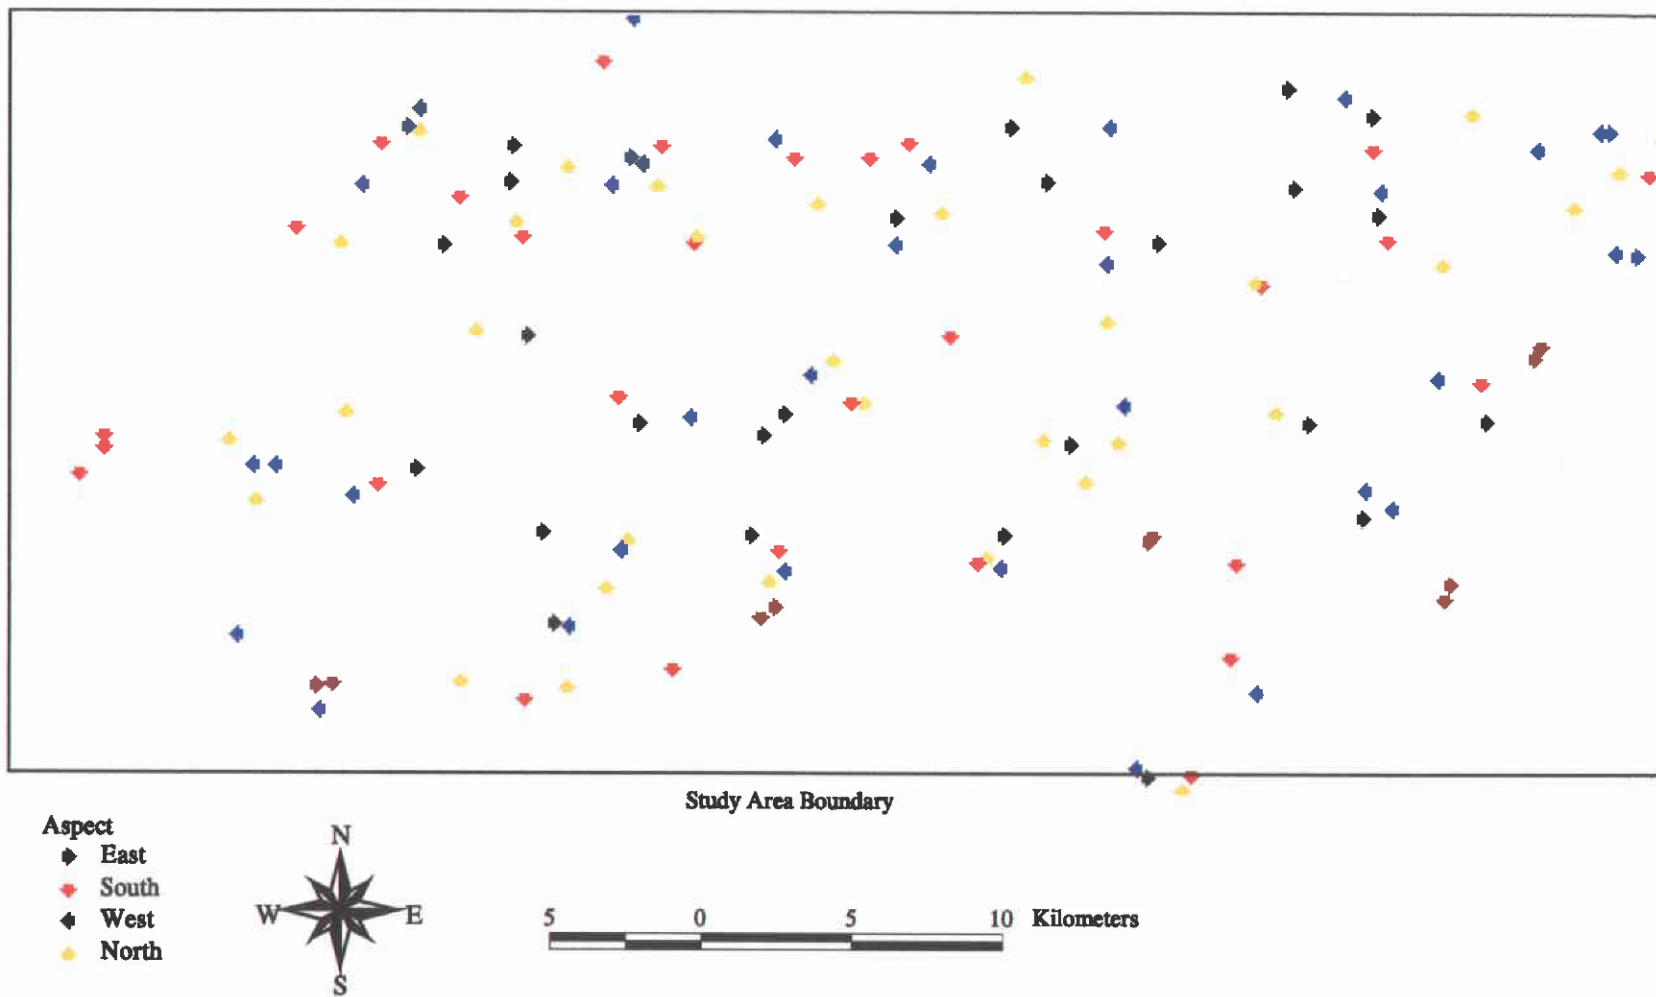 Study Area Boundary
Aspect
East
South
West
North
N
W E
S
5 0 5 10 Kilometers